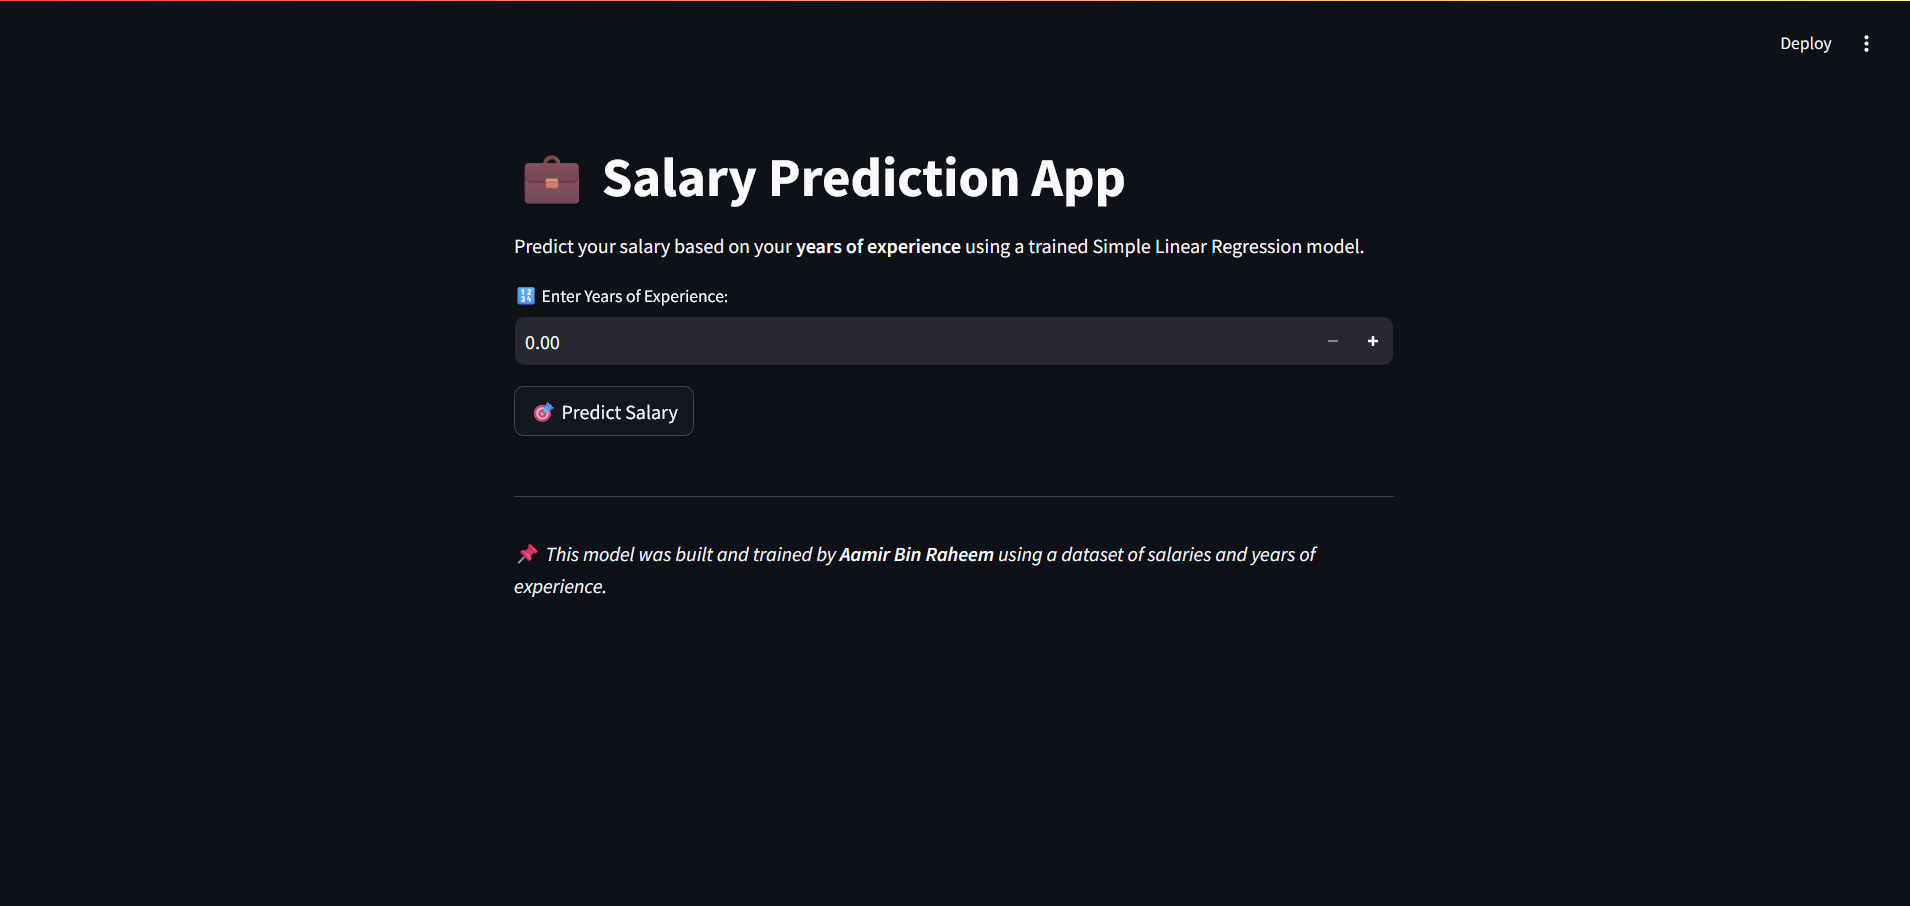 Deploy
💼 Salary Prediction App
Predict your salary based on your years of experience using a trained Simple Linear Regression model.
🔢 Enter Years of Experience:
0.00
🎯 Predict Salary
📌 This model was built and trained by Aamir Bin Raheem using a dataset of salaries and years of
experience.